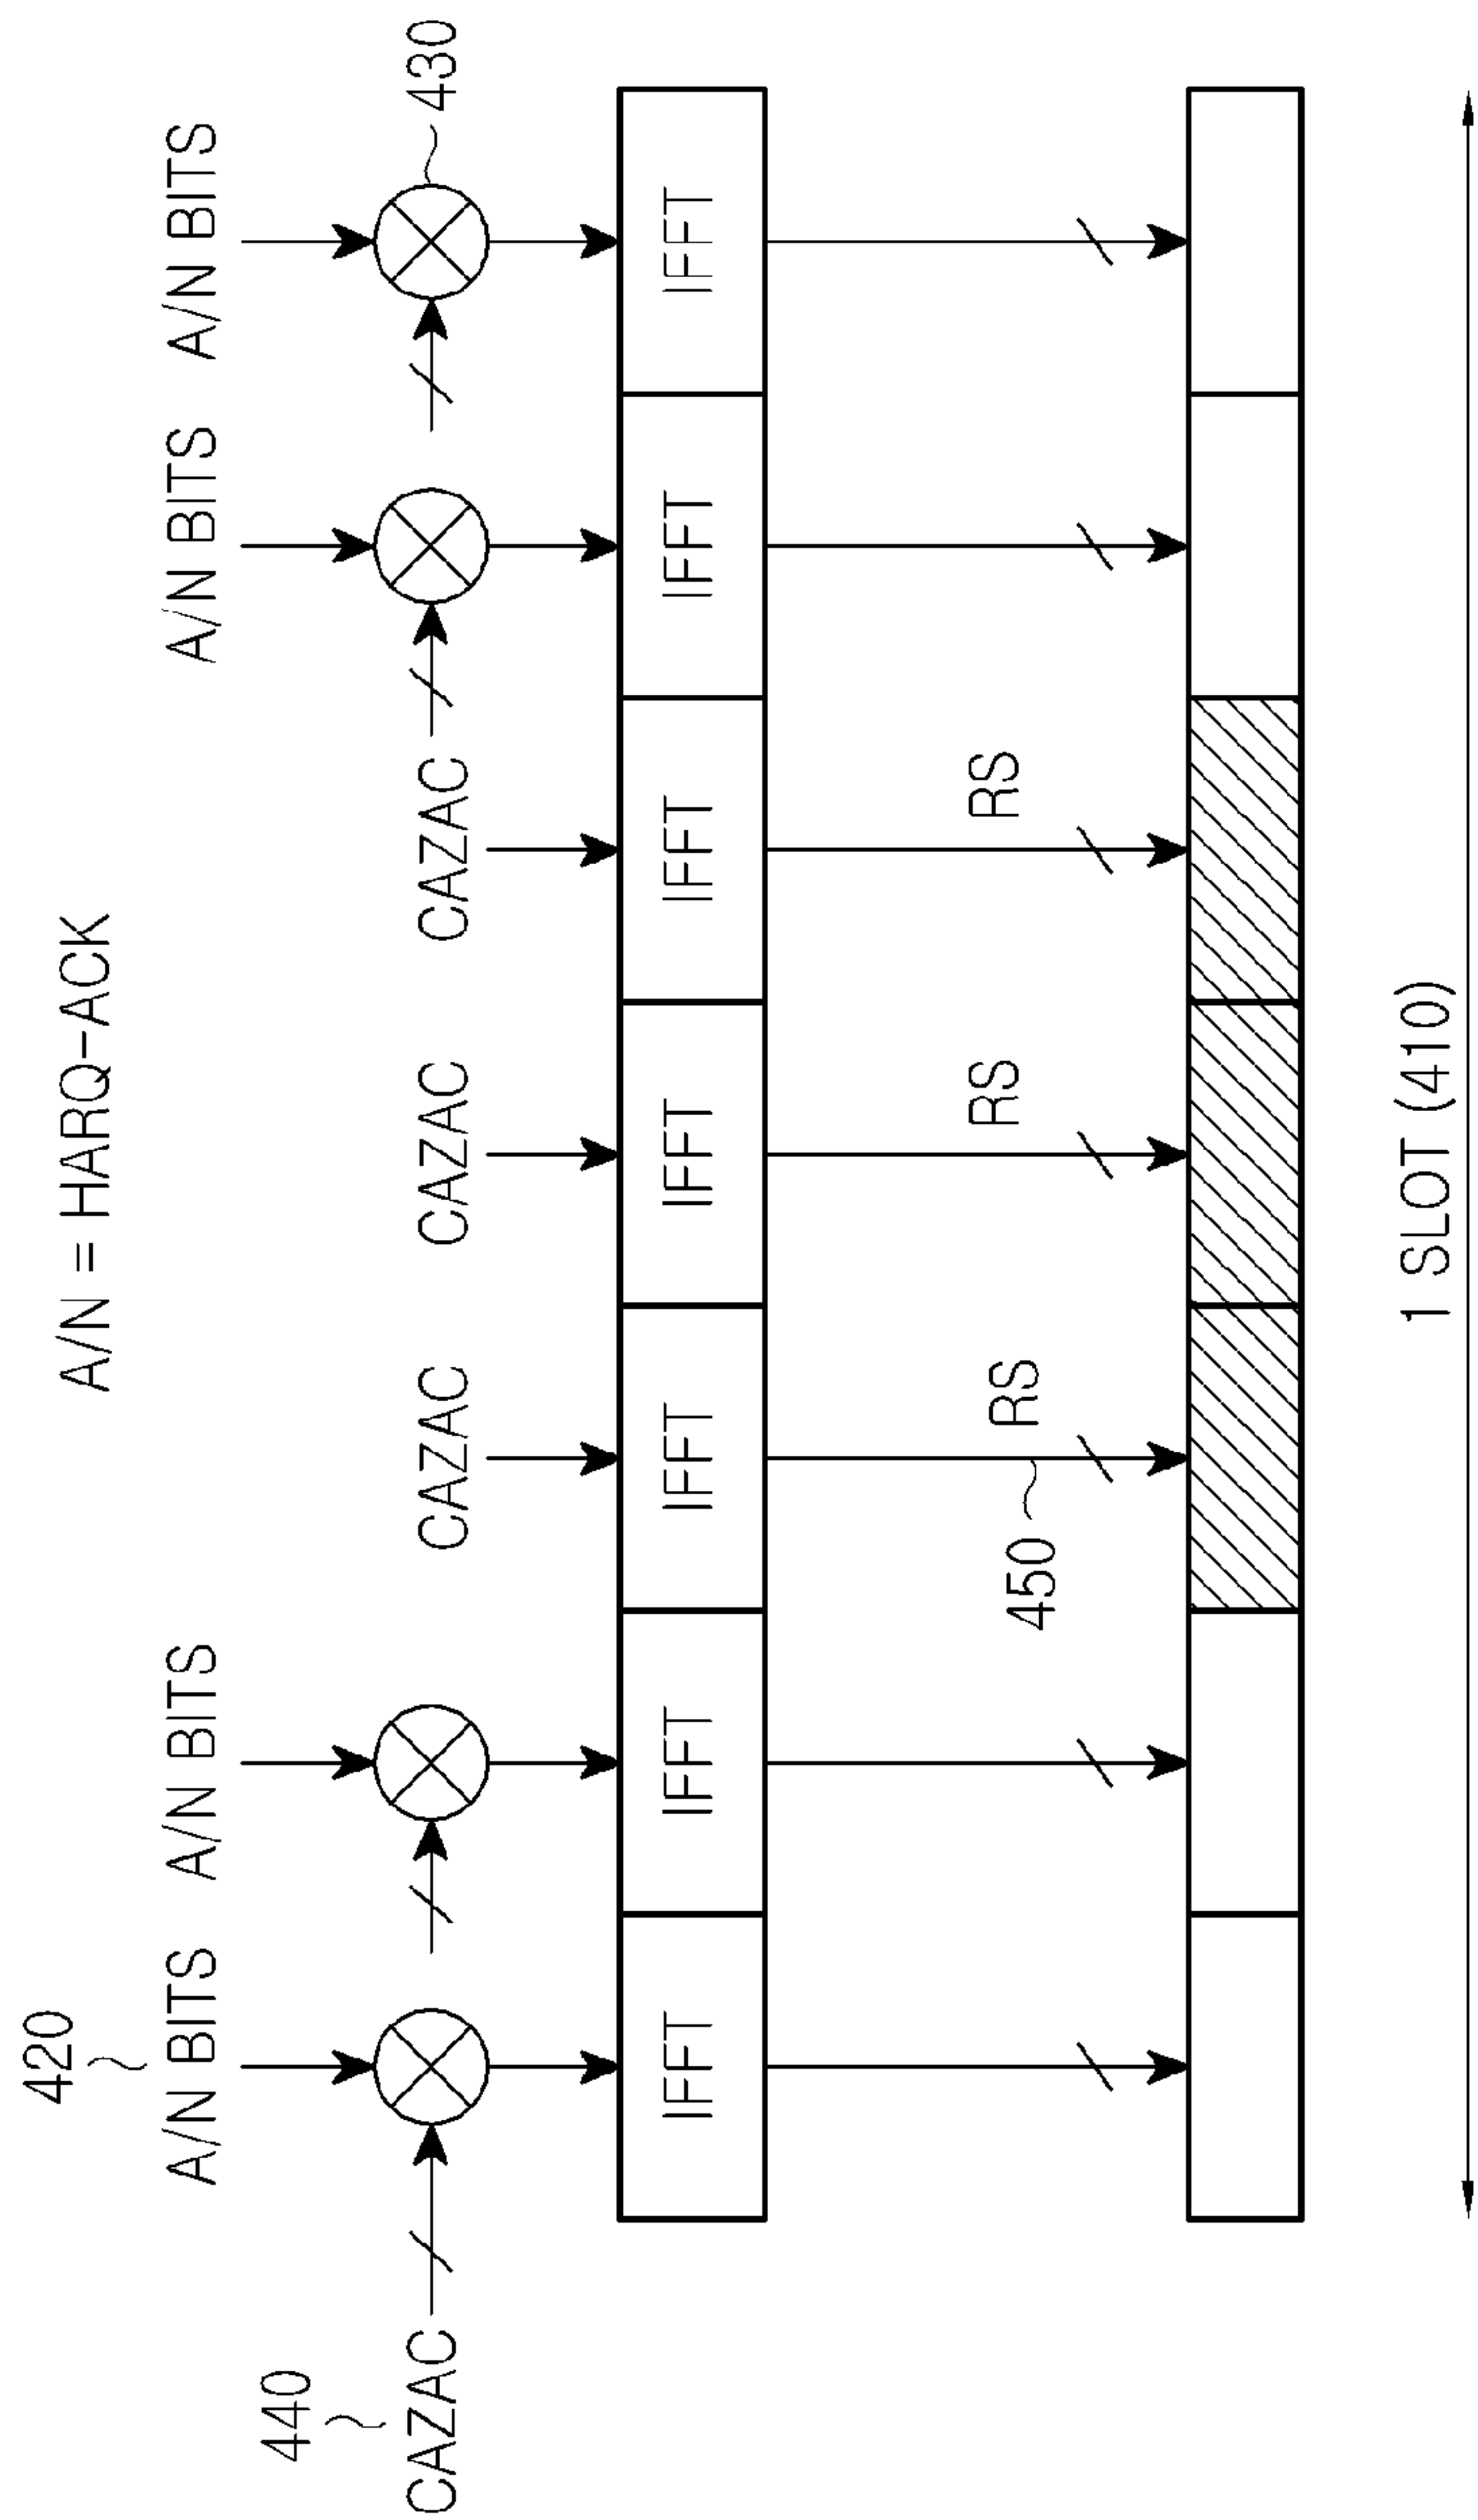 A/N = HARQ-ACK
420
A/N BITS A/N BITS A/N BITS A/N BITS
440
CAZAC CAZAC CAZAC CAZAC 430
IFFT IFFT IFFT IFFT IFFT IFFT IFFT
450 RS RS RS
1 SLOT (410)